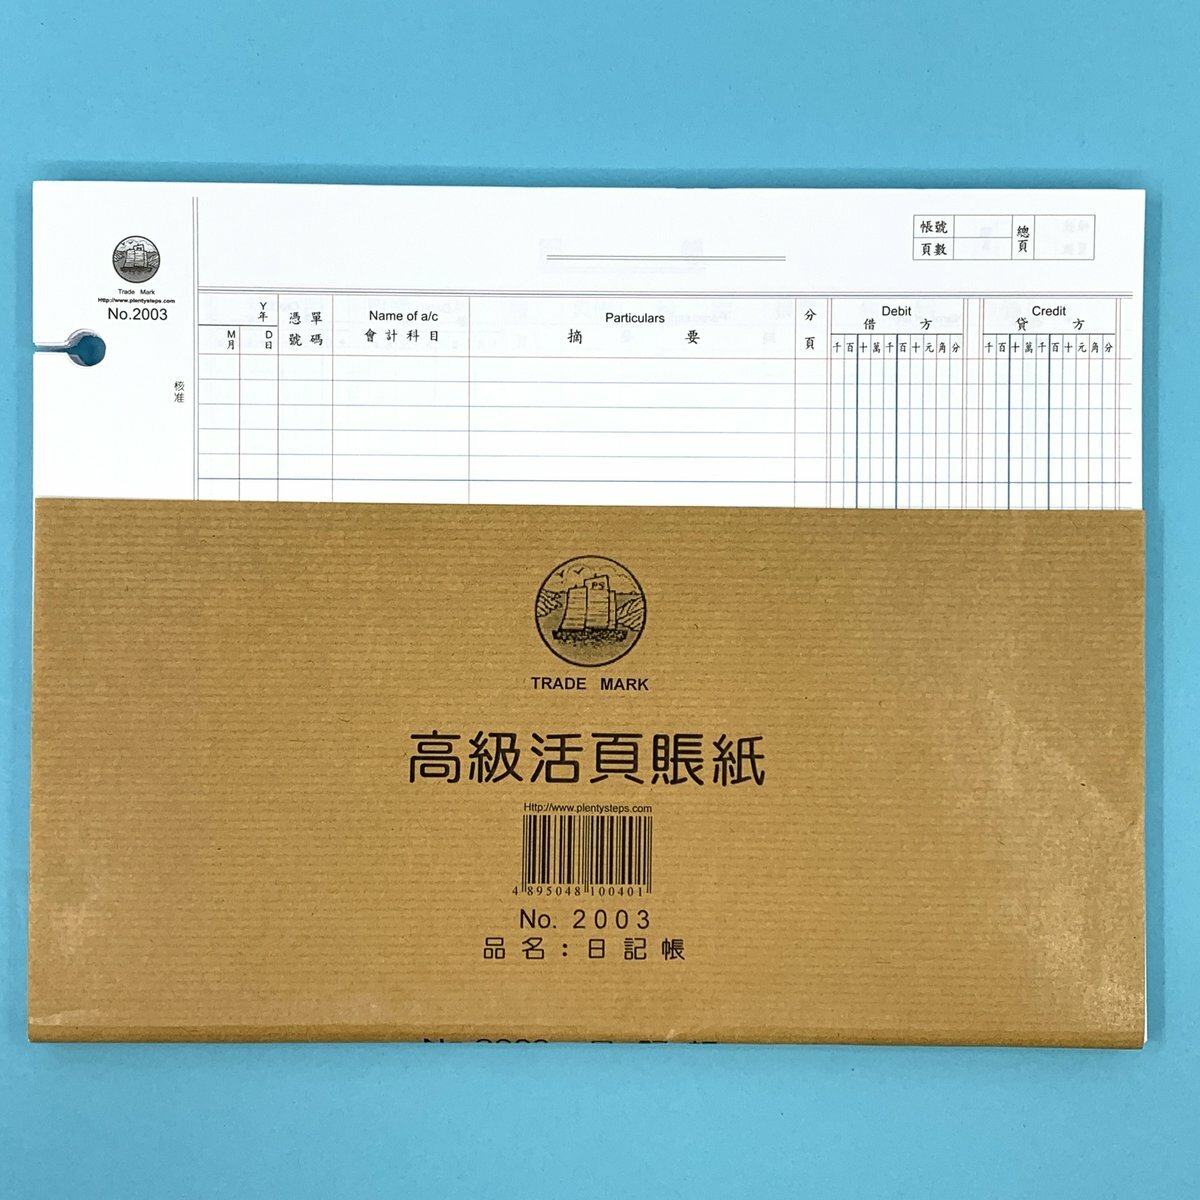 帳號 總頁
頁數
Trade Mark
Http://www.plentysteps.com
No.2003
Y 年
M 月 D 日
憑單號碼
Name of a/c
會計科目
Particulars
摘要
分頁
Debit
借方
千百十萬千百十元角分
Credit
貸方
千百十萬千百十元角分
核准
PS
TRADE MARK
高級活頁賬紙
Http://www.plentysteps.com
4 895048 100401
No. 2003
品名：日記帳